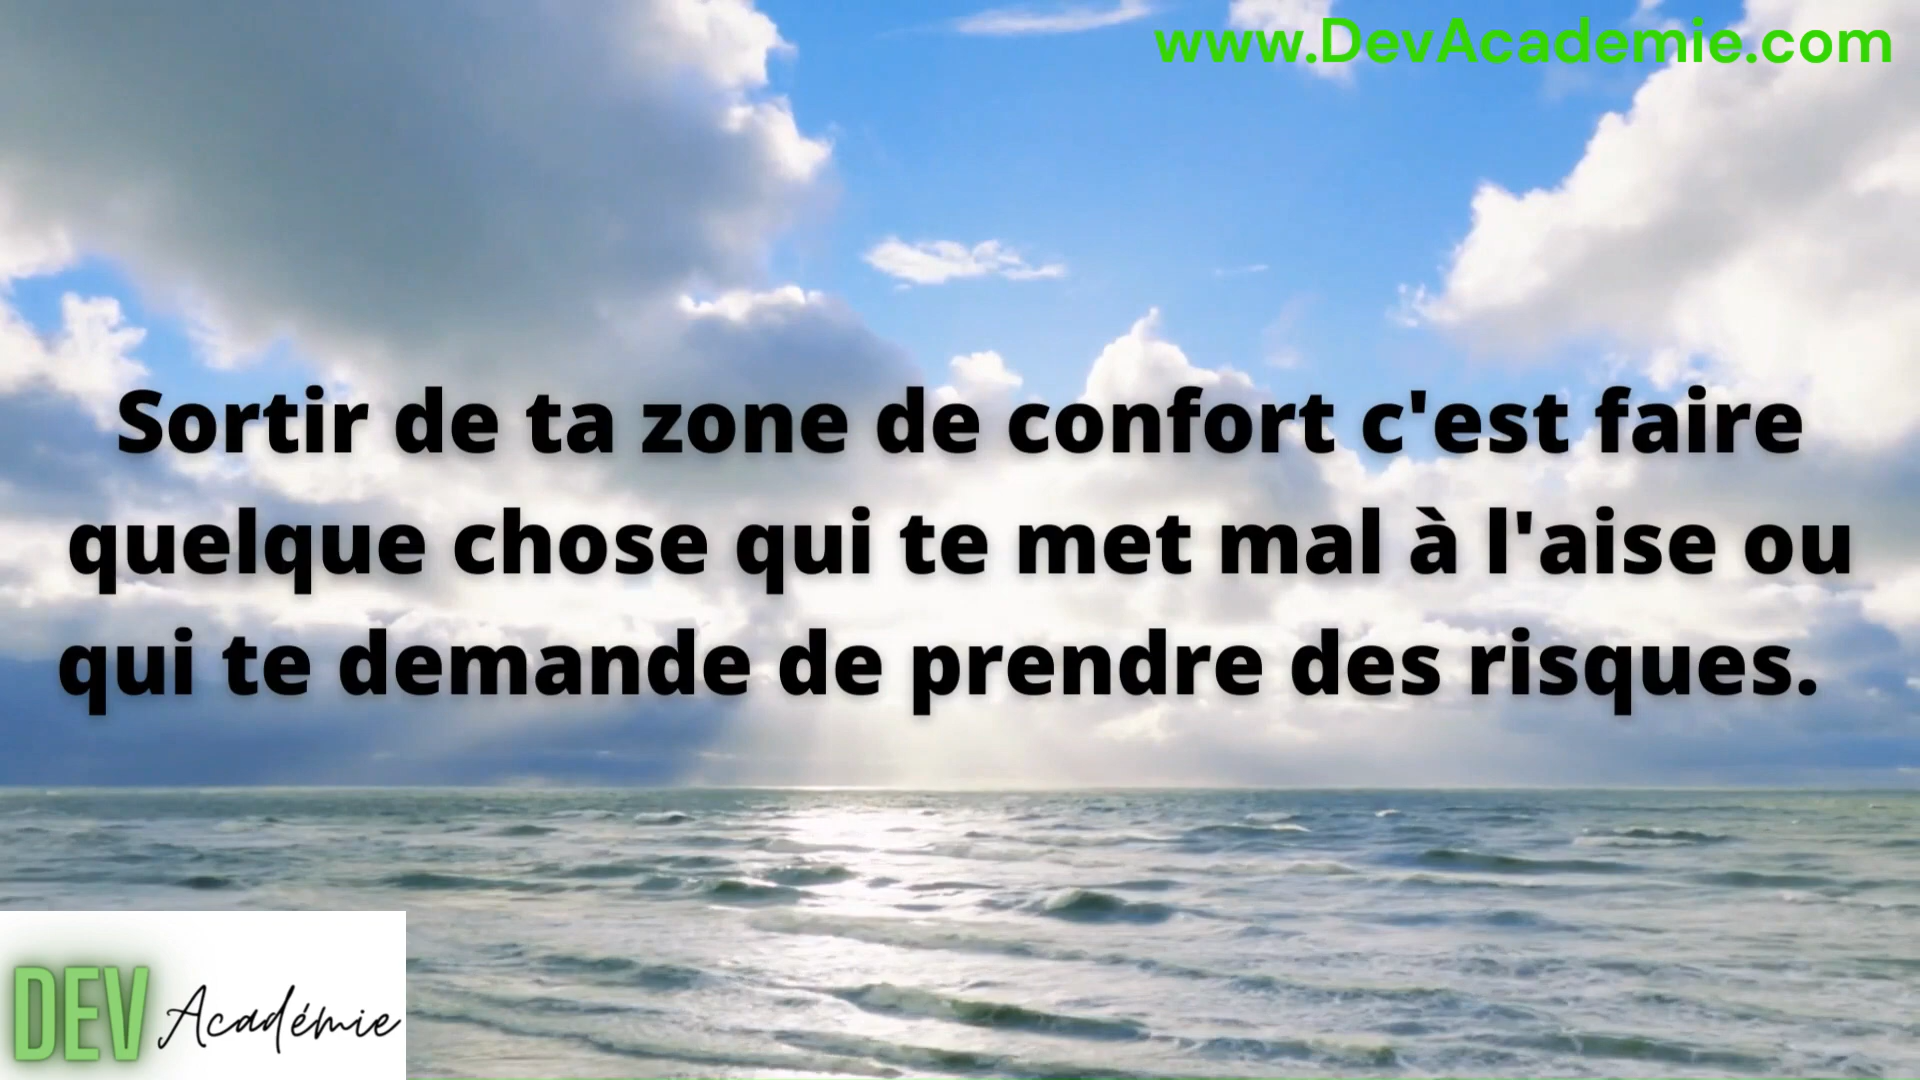 www.DevAcademie.com
Sortir de ta zone de confort c'est faire
quelque chose qui te met mal à l'aise ou
qui te demande de prendre des risques.
DEV Académie